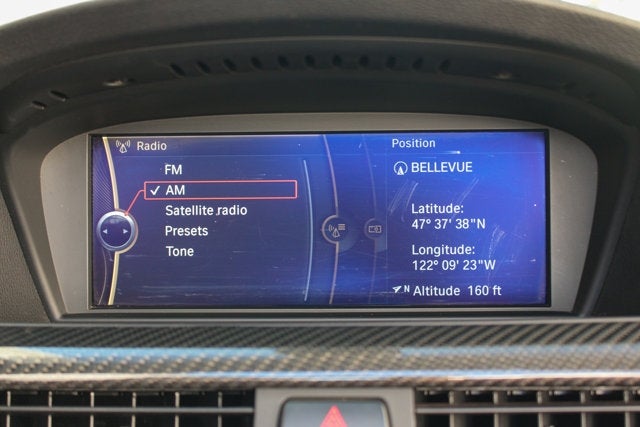 Radio
FM
AM
Satellite radio
Presets
Tone
Position
BELLEVUE
Latitude:
47° 37' 38"N
Longitude:
122° 09' 23"W
N Altitude 160 ft